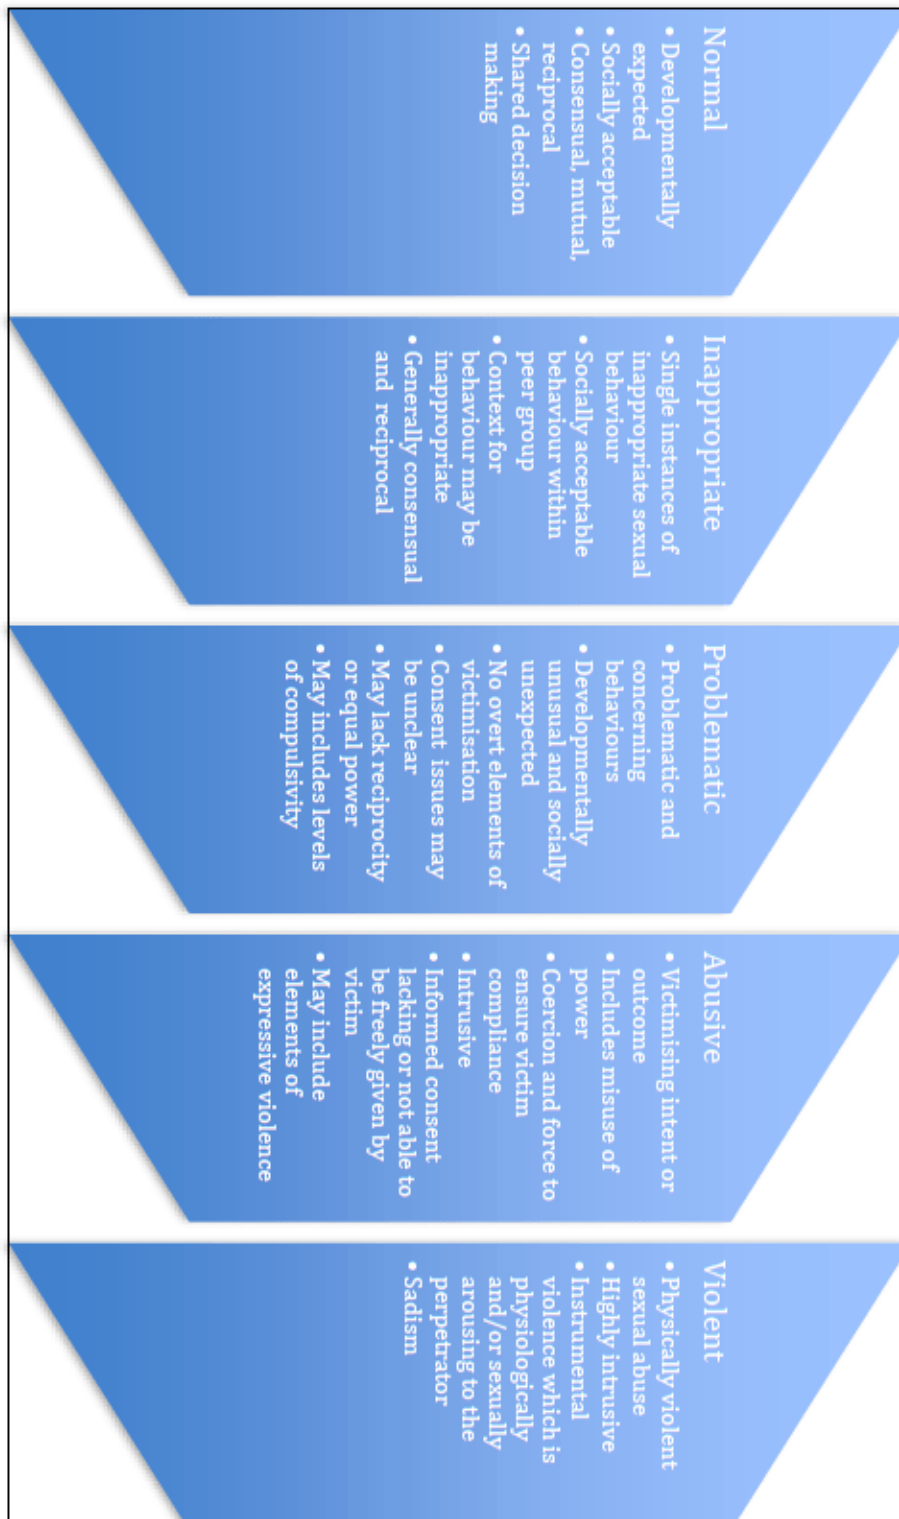 Normal
• Developmentally
expected
• Socially acceptable
• Consensual, mutual,
reciprocal
• Shared decision
making
Inappropriate
• Single instances of
inappropriate sexual
behaviour
• Socially acceptable
behaviour within
peer group
• Context for
behaviour may be
inappropriate
• Generally consensual
and reciprocal
Problematic
• Problematic and
concerning
behaviours
• Developmentally
unusual and socially
unexpected
• No overt elements of
victimisation
• Consent issues may
be unclear
• May lack reciprocity
or equal power
• May includes levels
of compulsivity
Abusive
• Victimising intent or
outcome
• Includes misuse of
power
• Coercion and force to
ensure victim
compliance
• Intrusive
• Informed consent
lacking or not able to
be freely given by
victim
• May include
elements of
expressive violence
Violent
• Physically violent
sexual abuse
• Highly intrusive
• Instrumental
violence which is
physiologically
and/or sexually
arousing to the
perpetrator
• Sadism